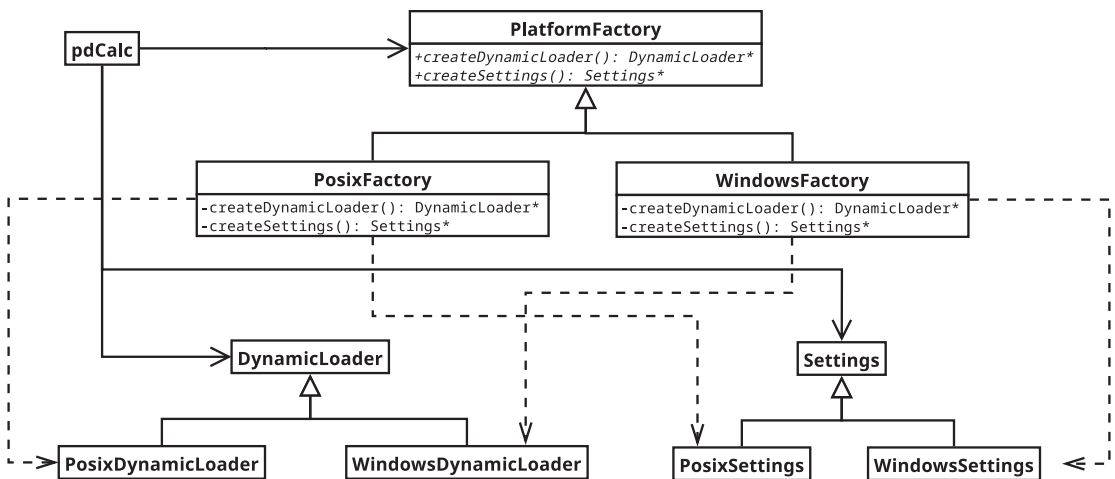 PlatformFactory
pdCalc
+createDynamicLoader(): DynamicLoader*
+createSettings(): Settings*
PosixFactory
-createDynamicLoader(): DynamicLoader*
-createSettings(): Settings*
WindowsFactory
-createDynamicLoader(): DynamicLoader*
-createSettings(): Settings*
DynamicLoader
Settings
PosixDynamicLoader
WindowsDynamicLoader
PosixSettings
WindowsSettings